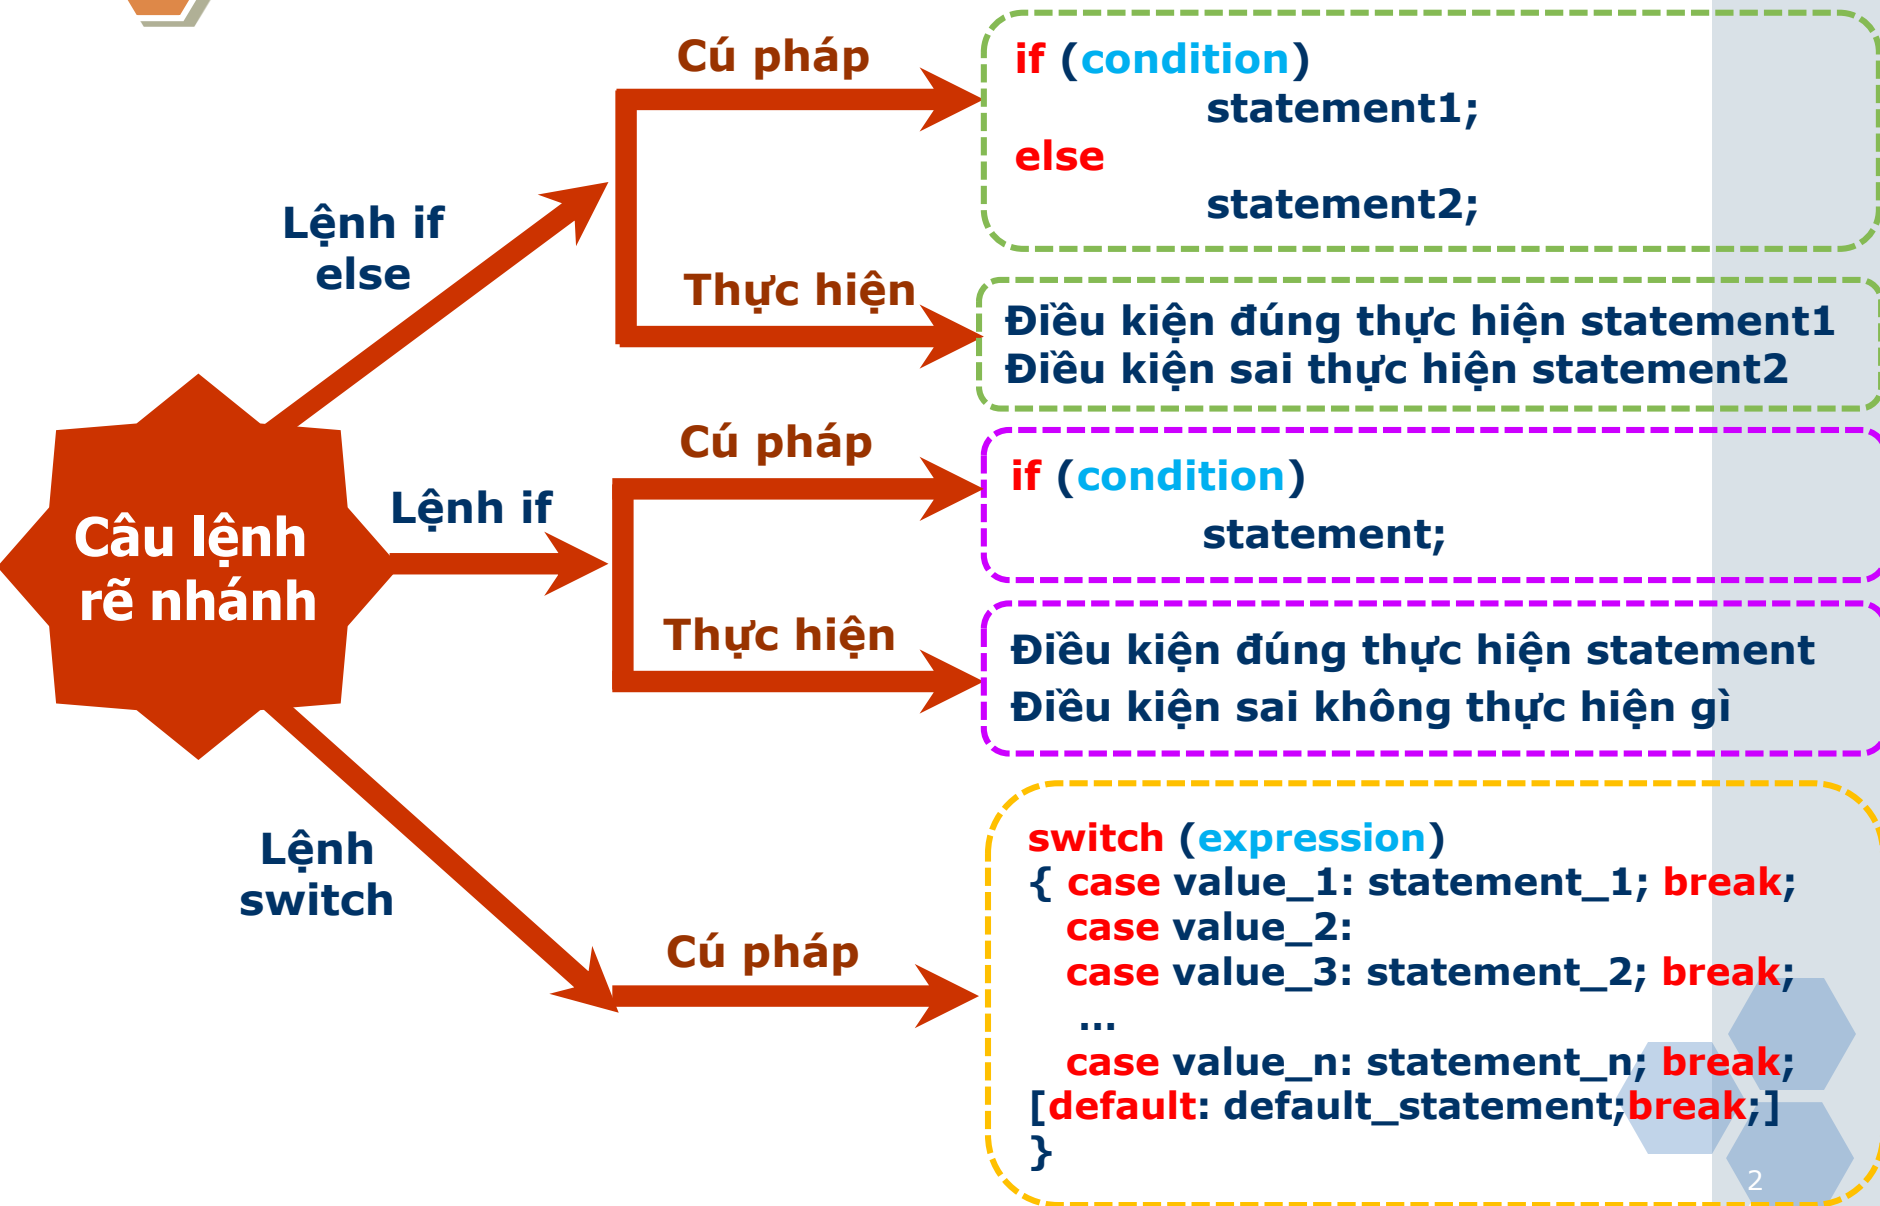 Câu lệnh
rẽ nhánh
Lệnh if
else
Cú pháp
if (condition)
statement1;
else
statement2;
Thực hiện
Điều kiện đúng thực hiện statement1
Điều kiện sai thực hiện statement2
Lệnh if
Cú pháp
if (condition)
statement;
Thực hiện
Điều kiện đúng thực hiện statement
Điều kiện sai không thực hiện gì
Lệnh
switch
Cú pháp
switch (expression)
{ case value_1: statement_1; break;
case value_2:
case value_3: statement_2; break;
...
case value_n: statement_n; break;
[default: default_statement;break;]
}
2